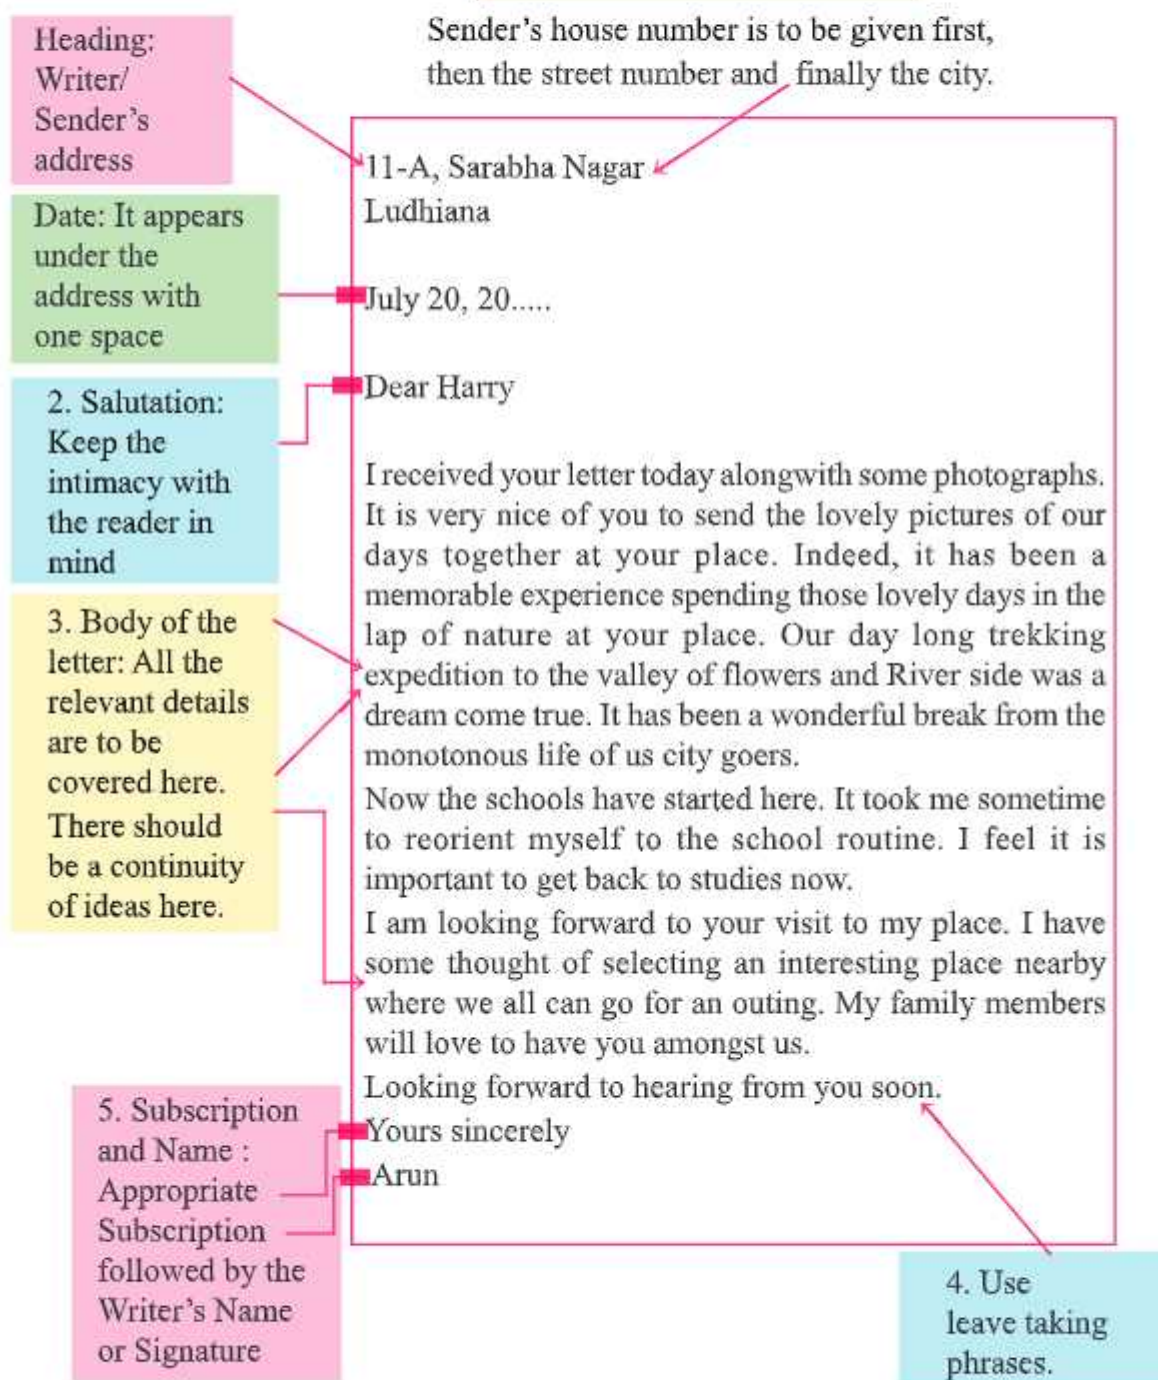 Sender’s house number is to be given first,
then the street number and finally the city.
Heading:
Writer/
Sender’s
address
11-A, Sarabha Nagar
Ludhiana
Date: It appears
under the
address with
one space
July 20, 20.....
2. Salutation:
Keep the
intimacy with
the reader in
mind
Dear Harry
3. Body of the
letter: All the
relevant details
are to be
covered here.
There should
be a continuity
of ideas here.
I received your letter today alongwith some photographs.
It is very nice of you to send the lovely pictures of our
days together at your place. Indeed, it has been a
memorable experience spending those lovely days in the
lap of nature at your place. Our day long trekking
expedition to the valley of flowers and River side was a
dream come true. It has been a wonderful break from the
monotonous life of us city goers.
Now the schools have started here. It took me sometime
to reorient myself to the school routine. I feel it is
important to get back to studies now.
I am looking forward to your visit to my place. I have
some thought of selecting an interesting place nearby
where we all can go for an outing. My family members
will love to have you amongst us.
Looking forward to hearing from you soon.
Yours sincerely
Arun
5. Subscription
and Name :
Appropriate
Subscription
followed by the
Writer’s Name
or Signature
4. Use
leave taking
phrases.